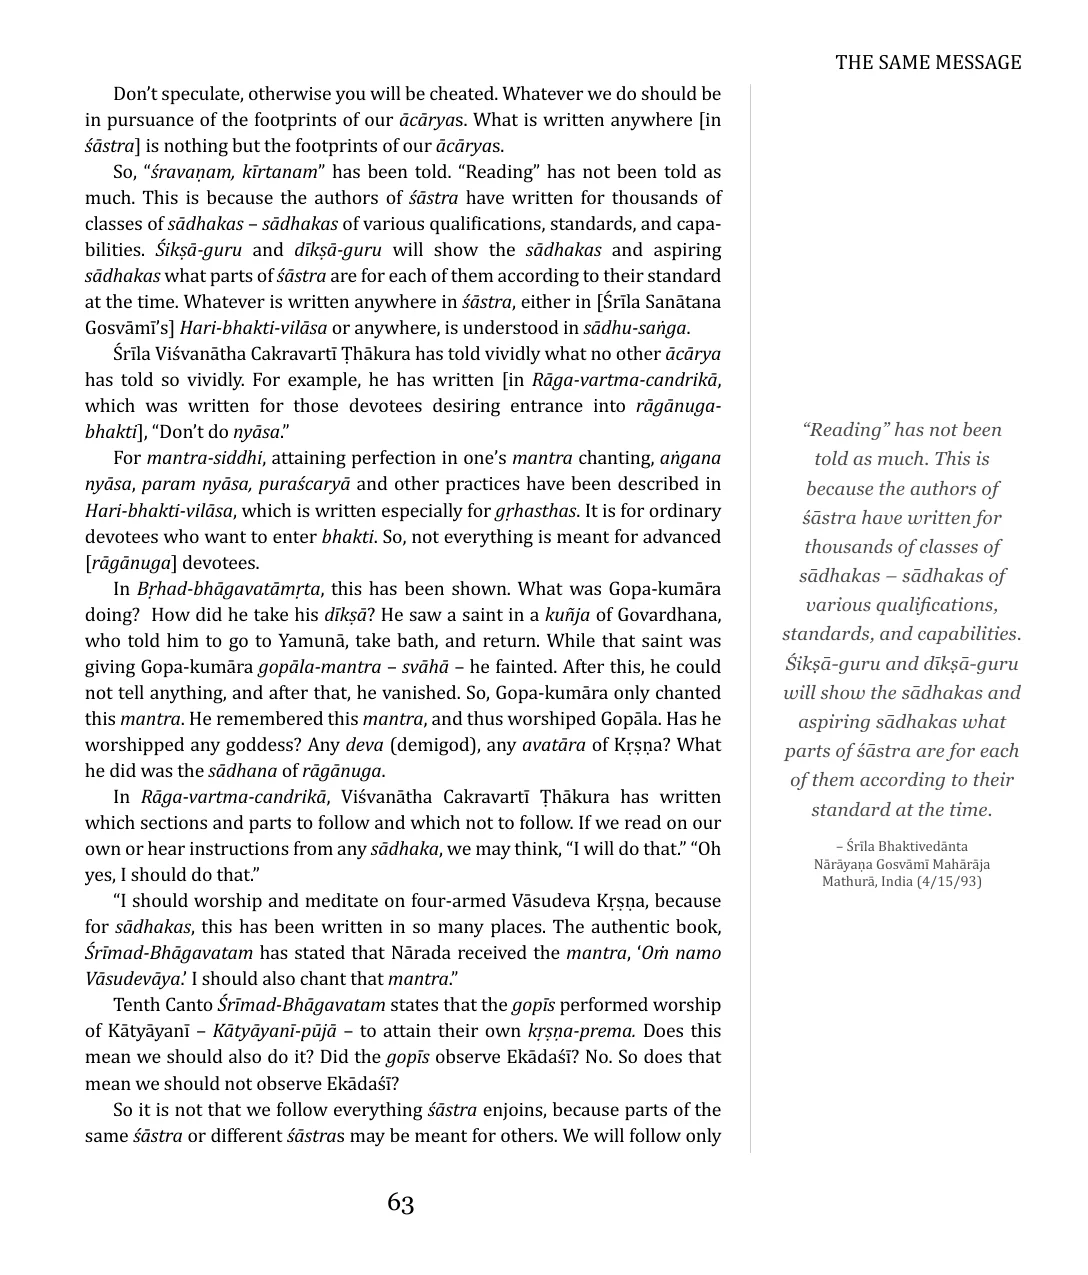 THE SAME MESSAGE
Don’t speculate, otherwise you will be cheated. Whatever we do should be
in pursuance of the footprints of our ācāryas. What is written anywhere [in
śāstra] is nothing but the footprints of our ācāryas.
So, “śravaṇam, kīrtanam” has been told. “Reading” has not been told as
much. This is because the authors of śāstra have written for thousands of
classes of sādhakas – sādhakas of various qualifications, standards, and capa-
bilities. Śikṣā-guru and dīkṣā-guru will show the sādhakas and aspiring
sādhakas what parts of śāstra are for each of them according to their standard
at the time. Whatever is written anywhere in śāstra, either in [Śrīla Sanātana
Gosvāmī’s] Hari-bhakti-vilāsa or anywhere, is understood in sādhu-saṅga.
Śrīla Viśvanātha Cakravartī Ṭhākura has told vividly what no other ācārya
has told so vividly. For example, he has written [in Rāga-vartma-candrikā,
which was written for those devotees desiring entrance into rāgānuga-
bhakti], “Don’t do nyāsa.”
For mantra-siddhi, attaining perfection in one’s mantra chanting, aṅgana
nyāsa, param nyāsa, puraścaryā and other practices have been described in
Hari-bhakti-vilāsa, which is written especially for gṛhasthas. It is for ordinary
devotees who want to enter bhakti. So, not everything is meant for advanced
[rāgānuga] devotees.
In Bṛhad-bhāgavatāmṛta, this has been shown. What was Gopa-kumāra
doing?  How did he take his dīkṣā? He saw a saint in a kuñja of Govardhana,
who told him to go to Yamunā, take bath, and return. While that saint was
giving Gopa-kumāra gopāla-mantra – svāhā – he fainted. After this, he could
not tell anything, and after that, he vanished. So, Gopa-kumāra only chanted
this mantra. He remembered this mantra, and thus worshiped Gopāla. Has he
worshipped any goddess? Any deva (demigod), any avatāra of Kṛṣṇa? What
he did was the sādhana of rāgānuga.
In Rāga-vartma-candrikā, Viśvanātha Cakravartī Ṭhākura has written
which sections and parts to follow and which not to follow. If we read on our
own or hear instructions from any sādhaka, we may think, “I will do that.” “Oh
yes, I should do that.”
“I should worship and meditate on four-armed Vāsudeva Kṛṣṇa, because
for sādhakas, this has been written in so many places. The authentic book,
Śrīmad-Bhāgavatam has stated that Nārada received the mantra, ‘Oṁ namo
Vāsudevāya.’ I should also chant that mantra.”
Tenth Canto Śrīmad-Bhāgavatam states that the gopīs performed worship
of Kātyāyanī – Kātyāyanī-pūjā – to attain their own kṛṣṇa-prema. Does this
mean we should also do it? Did the gopīs observe Ekādaśī? No. So does that
mean we should not observe Ekādaśī?
So it is not that we follow everything śāstra enjoins, because parts of the
same śāstra or different śāstras may be meant for others. We will follow only
“Reading” has not been
told as much. This is
because the authors of
śāstra have written for
thousands of classes of
sādhakas – sādhakas of
various qualifications,
standards, and capabilities.
Śikṣā-guru and dīkṣā-guru
will show the sādhakas and
aspiring sādhakas what
parts of śāstra are for each
of them according to their
standard at the time.
– Śrīla Bhaktivedānta
Nārāyaṇa Gosvāmī Mahārāja
Mathurā, India (4/15/93)
63